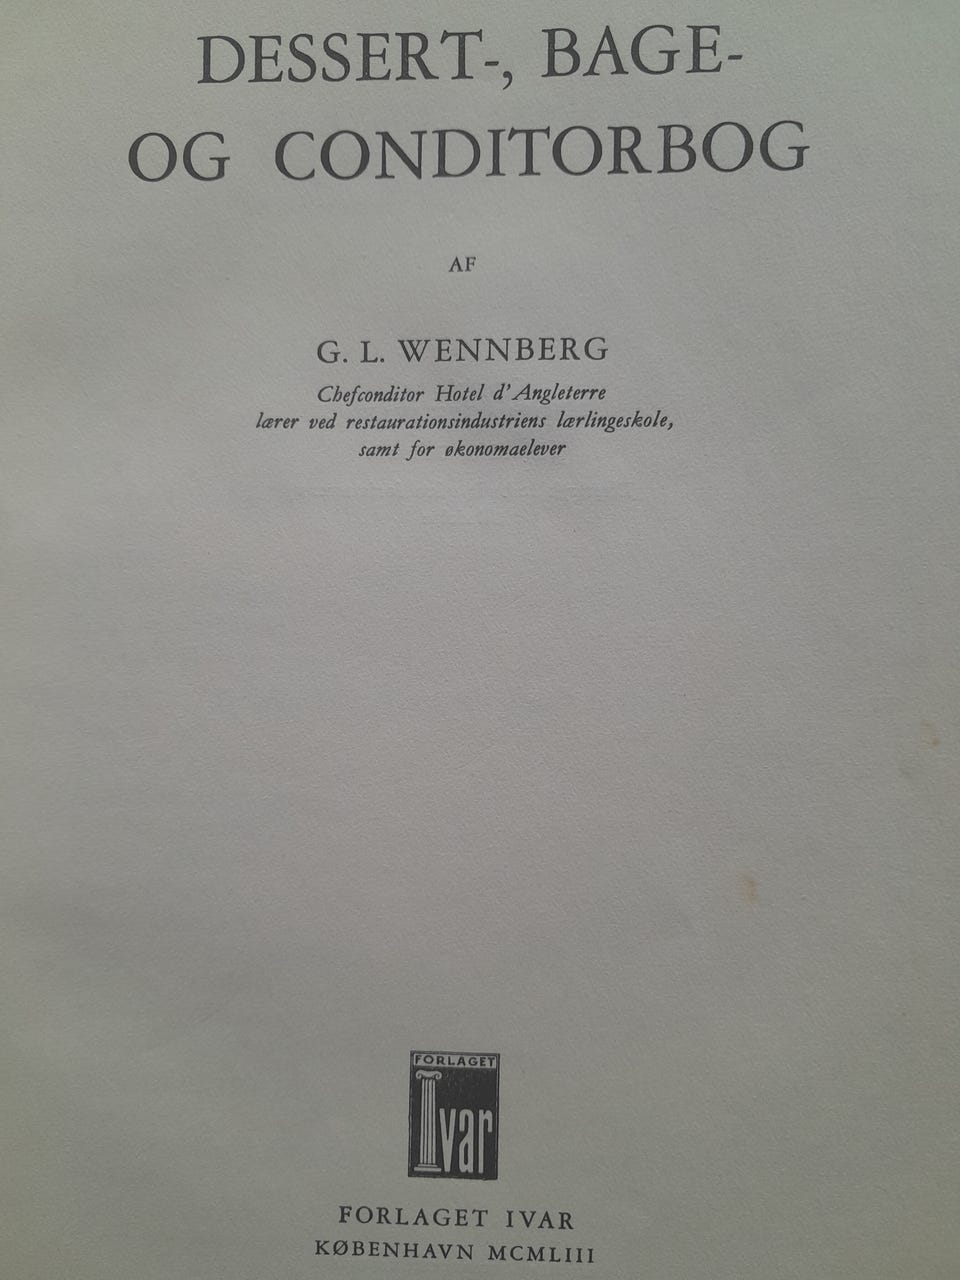 DESSERT-, BAGE-
OG CONDITORBOG
AF
G. L. WENNBERG
Chefconditor Hotel d'Angleterre
lærer ved restaurationsindustriens lærlingeskole,
samt for økonomaelever
FORLAGET
Ivar
FORLAGET IVAR
KØBENHAVN MCMLIII